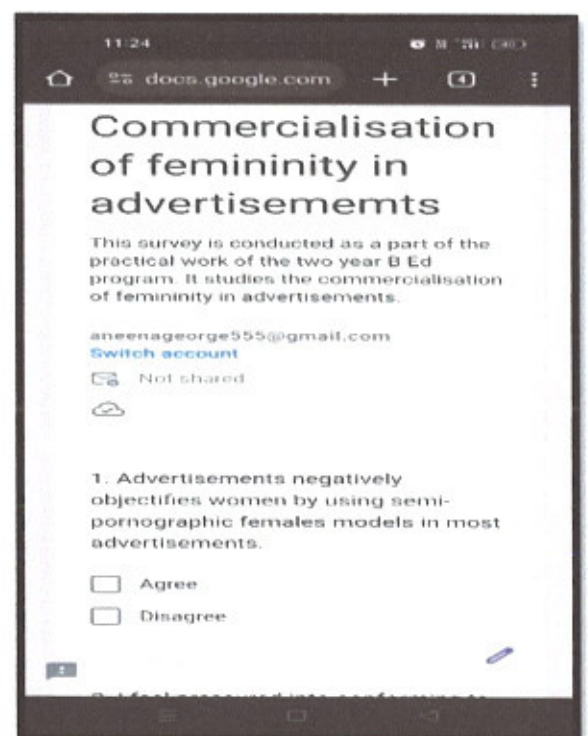 11:24
docs.google.com
4
Commercialisation
of femininity in
advertisememts
This survey is conducted as a part of the
practical work of the two year B Ed
program. It studies the commercialisation
of femininity in advertisements.
aneenageorge555@gmail.com
Switch account
Not shared
1. Advertisements negatively
objectifies women by using semi-
pornographic females models in most
advertisements.
Agree
Disagree